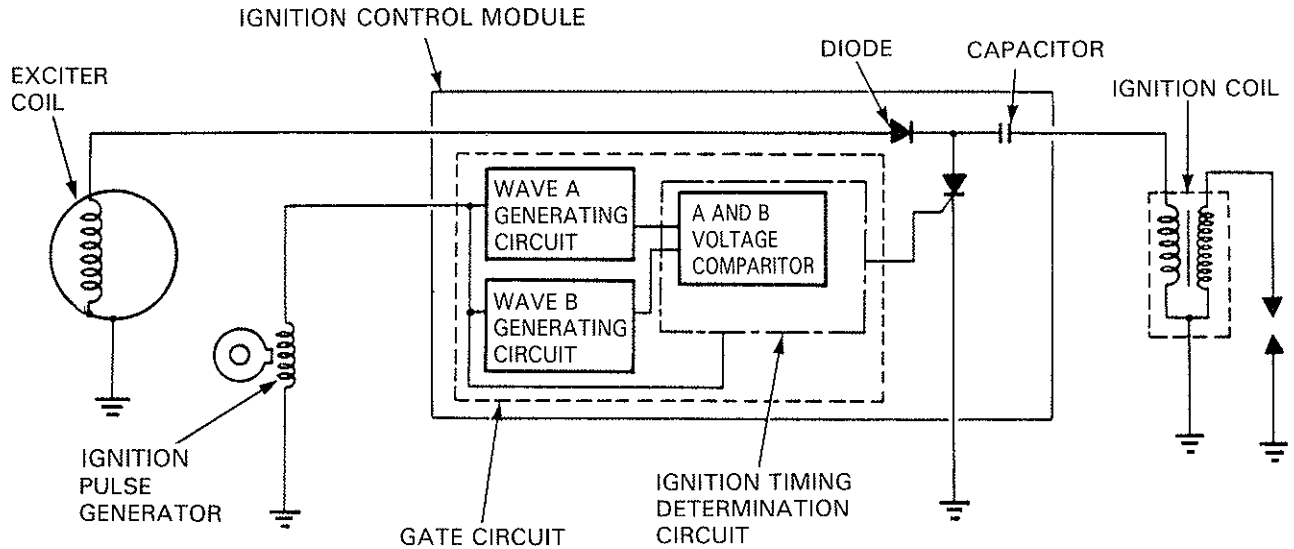 IGNITION CONTROL MODULE
DIODE
CAPACITOR
IGNITION COIL
EXCITER
COIL
WAVE A
GENERATING
CIRCUIT
A AND B
VOLTAGE
COMPARITOR
WAVE B
GENERATING
CIRCUIT
IGNITION
PULSE
GENERATOR
GATE CIRCUIT
IGNITION TIMING
DETERMINATION
CIRCUIT